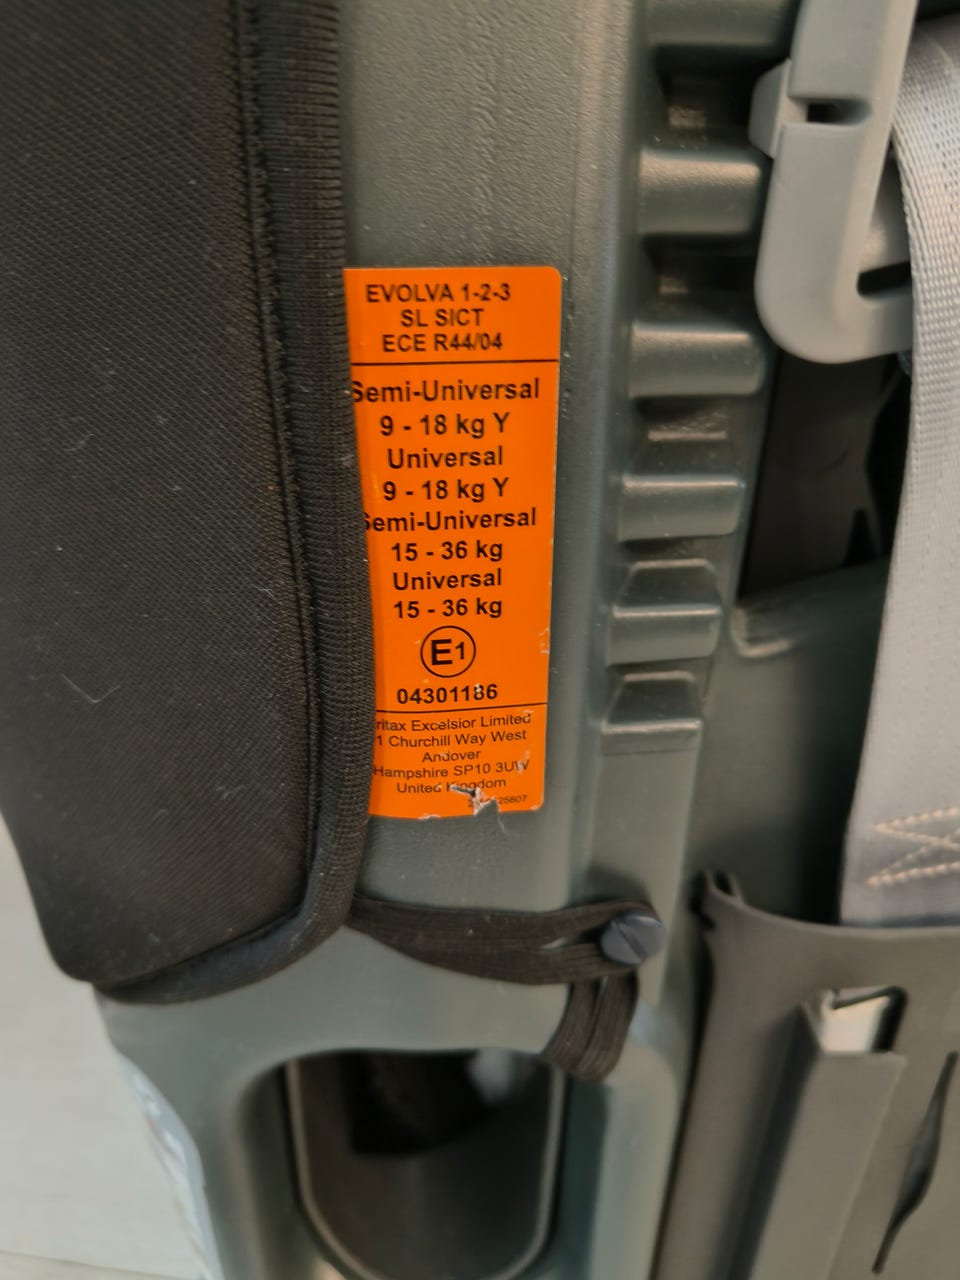 EVOLVA 1-2-3
SL SICT
ECE R44/04
Semi-Universal
9 - 18 kg Y
Universal
9 - 18 kg Y
Semi-Universal
15 - 36 kg
Universal
15 - 36 kg
E1
04301186
ritax Excelsior Limited
1 Churchill Way West
Andover
Hampshire SP10 3UW
United Kingdom